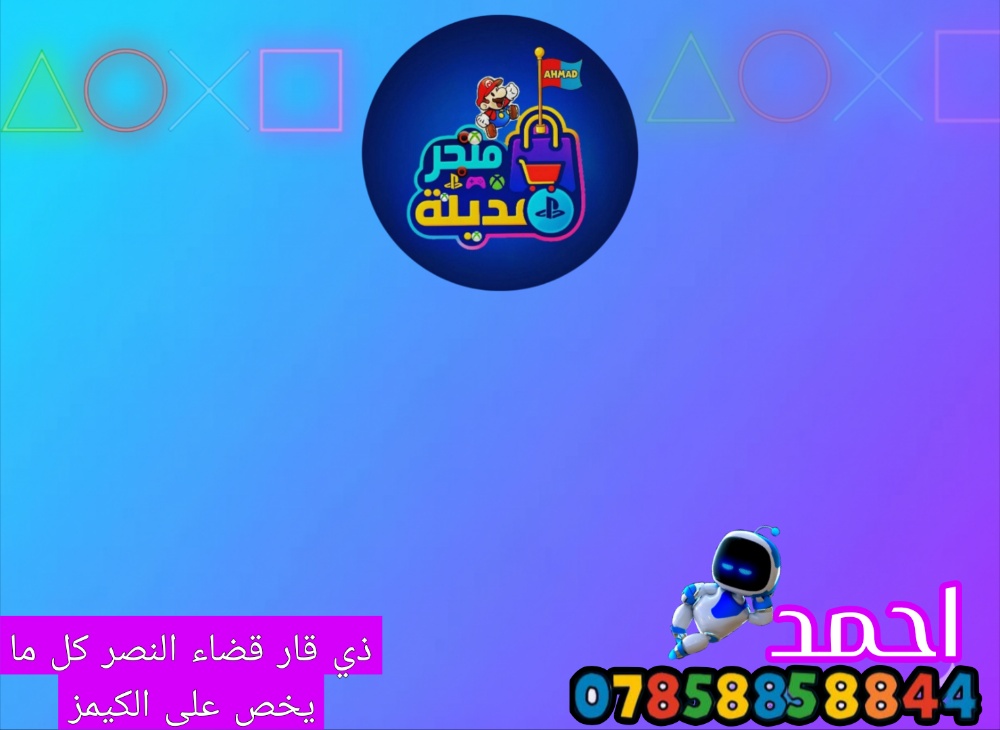 AHMAD
متجر
مدينة
احمد
07858858844
ذي قار قضاء النصر كل ما
يخص على الكيمز